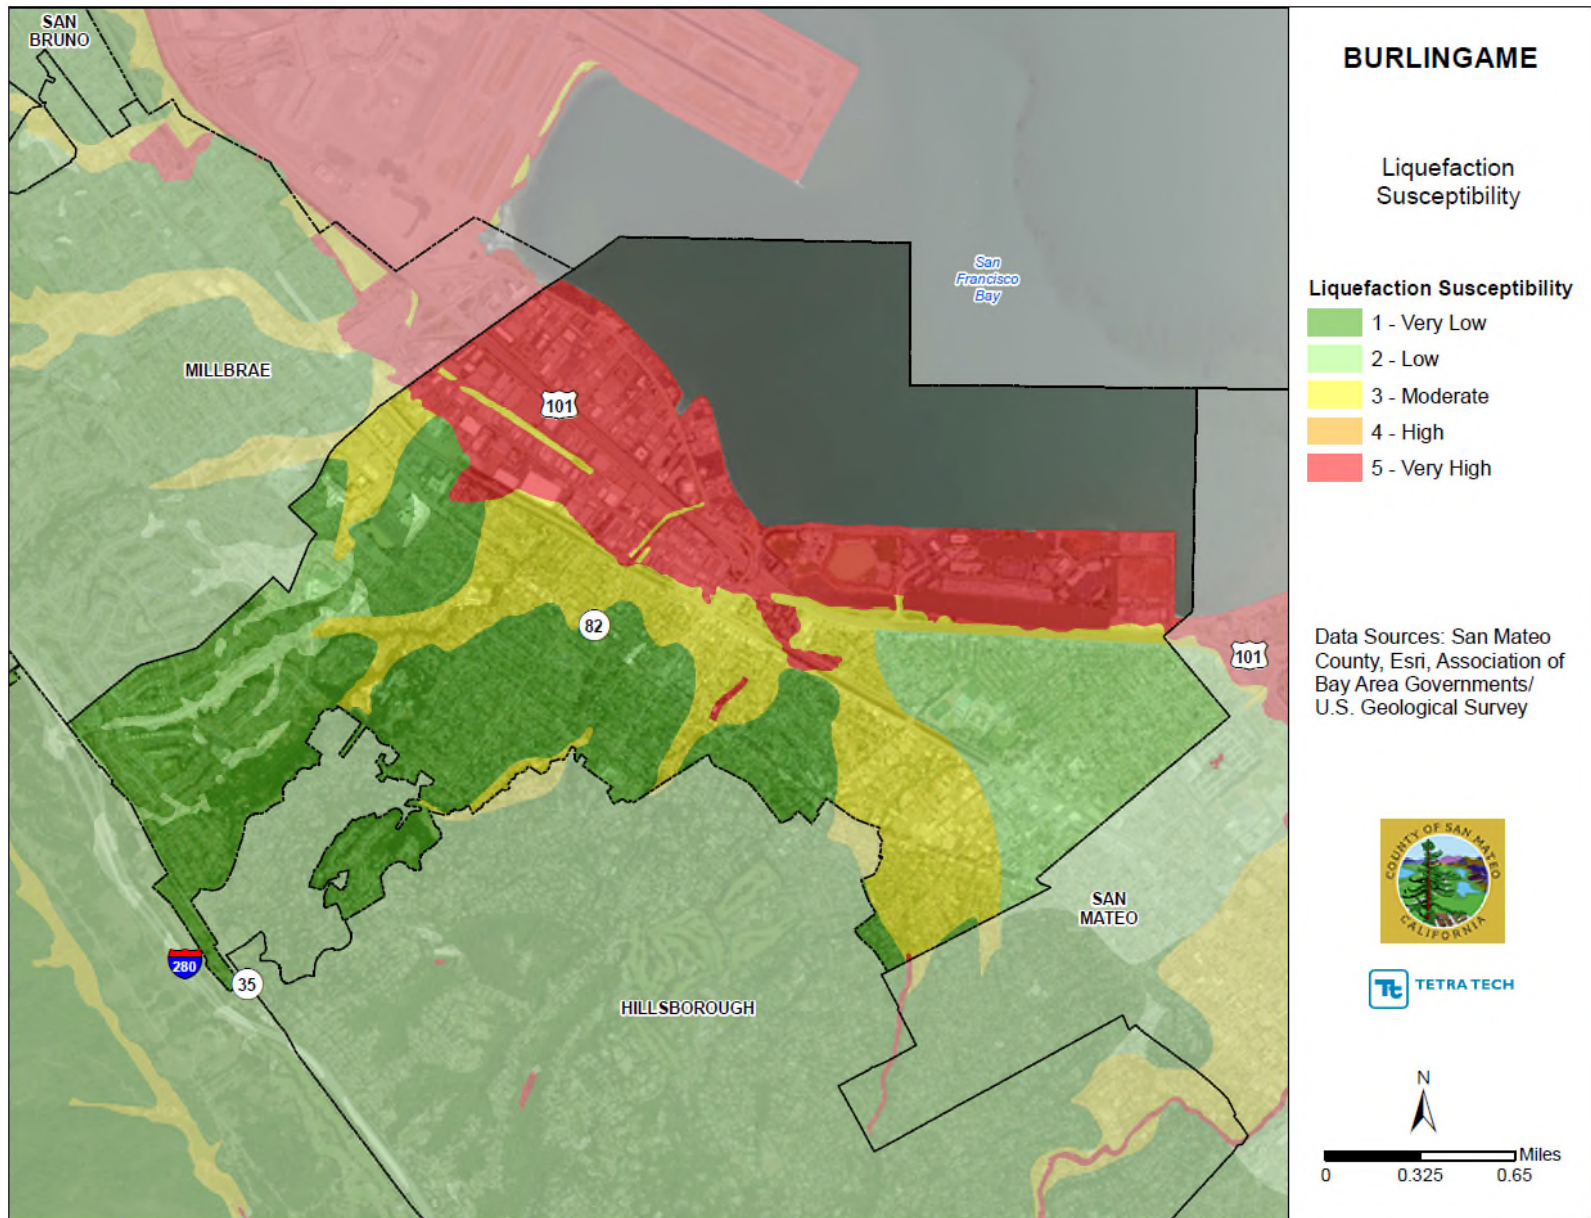 SAN
BRUNO
San
Francisco
Bay
MILLBRAE
101
82
101
SAN
MATEO
280
35
HILLSBOROUGH
BURLINGAME
Liquefaction
Susceptibility
Liquefaction Susceptibility
1 - Very Low
2 - Low
3 - Moderate
4 - High
5 - Very High
Data Sources: San Mateo
County, Esri, Association of
Bay Area Governments/
U.S. Geological Survey
COUNTY OF SAN MATEO
CALIFORNIA
Tt TETRA TECH
N
Miles
0 0.325 0.65